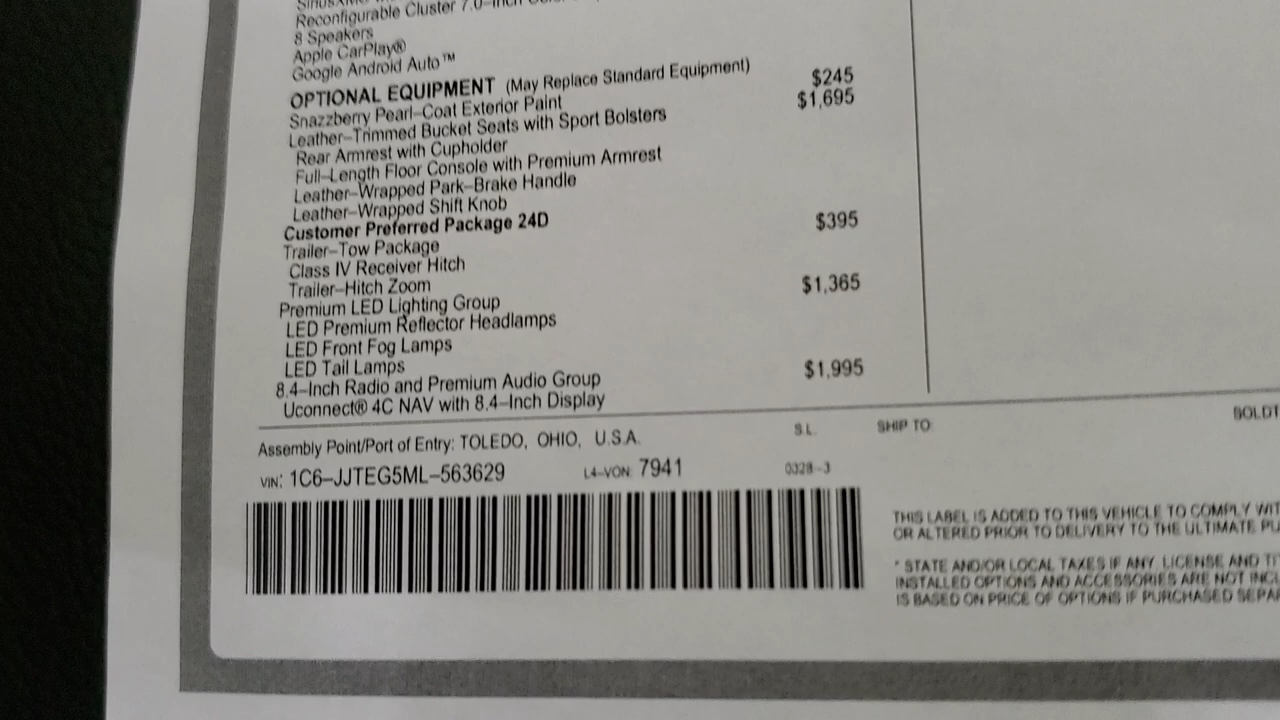 Reconfigurable Cluster 7.0-Inch
8 Speakers
Apple CarPlay®
Google Android Auto™
OPTIONAL EQUIPMENT (May Replace Standard Equipment)
Snazzberry Pearl-Coat Exterior Paint $245
Leather-Trimmed Bucket Seats with Sport Bolsters $1,695
Rear Armrest with Cupholder
Full-Length Floor Console with Premium Armrest
Leather-Wrapped Park-Brake Handle
Leather-Wrapped Shift Knob
Customer Preferred Package 24D
Trailer-Tow Package $395
Class IV Receiver Hitch
Trailer-Hitch Zoom
Premium LED Lighting Group $1,365
LED Premium Reflector Headlamps
LED Front Fog Lamps
LED Tail Lamps
8.4-Inch Radio and Premium Audio Group $1,995
Uconnect® 4C NAV with 8.4-Inch Display
Assembly Point/Port of Entry: TOLEDO, OHIO, U.S.A. S.L. SHIP TO:
VIN: 1C6-JJTEG5ML-563629 L4-VON: 7941 0328-3
THIS LABEL IS ADDED TO THIS VEHICLE TO COMPLY
OR ALTERED PRIOR TO DELIVERY TO THE ULTIMATE
* STATE AND/OR LOCAL TAXES IF ANY, LICENSE AND
INSTALLED OPTIONS AND ACCESSORIES ARE NOT
IS BASED ON PRICE OF OPTIONS IF PURCHASED